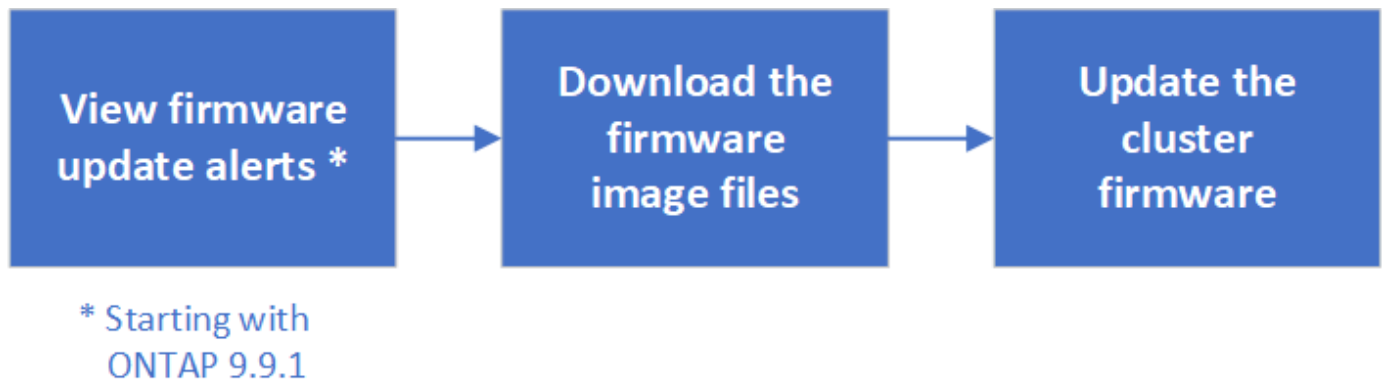 View firmware
update alerts *
Download the
firmware
image files
Update the
cluster
firmware
* Starting with
ONTAP 9.9.1